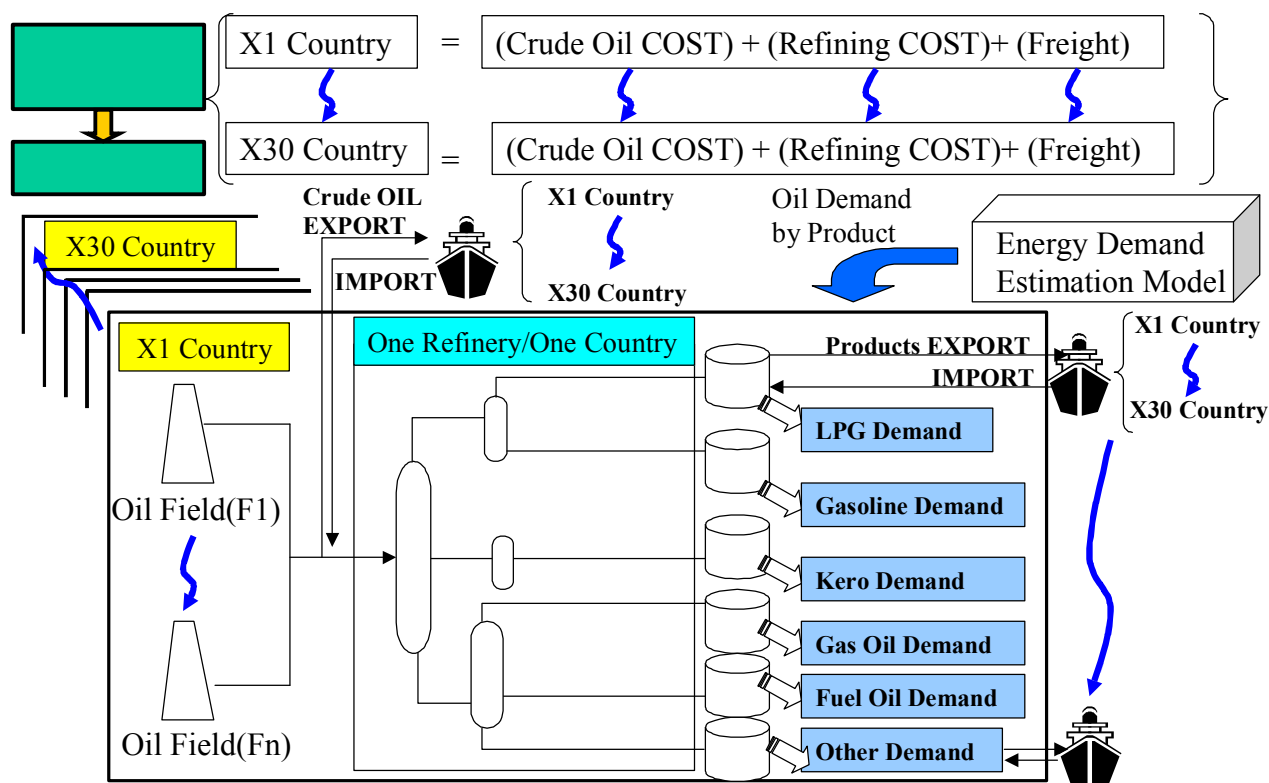 X1 Country = (Crude Oil COST) + (Refining COST)+ (Freight)
X30 Country = (Crude Oil COST) + (Refining COST)+ (Freight)
Crude OIL
EXPORT
IMPORT
X1 Country
X30 Country
Oil Demand
by Product
Energy Demand
Estimation Model
X30 Country
X1 Country
One Refinery/One Country
Products EXPORT
IMPORT
X1 Country
X30 Country
Oil Field(F1)
Oil Field(Fn)
LPG Demand
Gasoline Demand
Kero Demand
Gas Oil Demand
Fuel Oil Demand
Other Demand